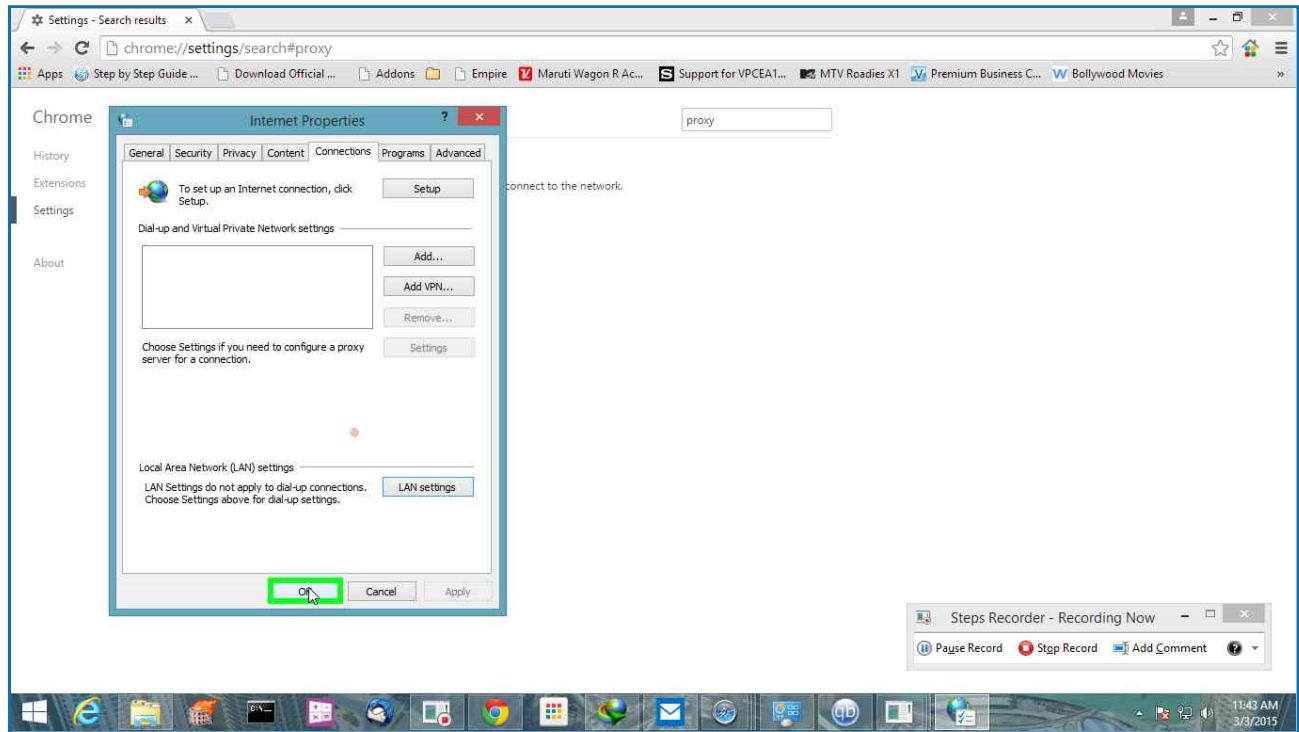 Settings - Search results
chrome://settings/search#proxy
Apps Step by Step Guide ... Download Official ... Addons Empire Maruti Wagon R Ac... Support for VPCEA1... MTV Roadies X1 Premium Business C... Bollywood Movies »
Chrome
History
Extensions
Settings
About
proxy
connect to the network.
Internet Properties
General Security Privacy Content Connections Programs Advanced
To set up an Internet connection, click
Setup.
Setup
Dial-up and Virtual Private Network settings
Add...
Add VPN...
Remove...
Choose Settings if you need to configure a proxy
server for a connection.
Settings
Local Area Network (LAN) settings
LAN Settings do not apply to dial-up connections.
Choose Settings above for dial-up settings.
LAN settings
OK Cancel Apply
Steps Recorder - Recording Now
Pause Record Stop Record Add Comment
C:\_
qb
11:43 AM
3/3/2015